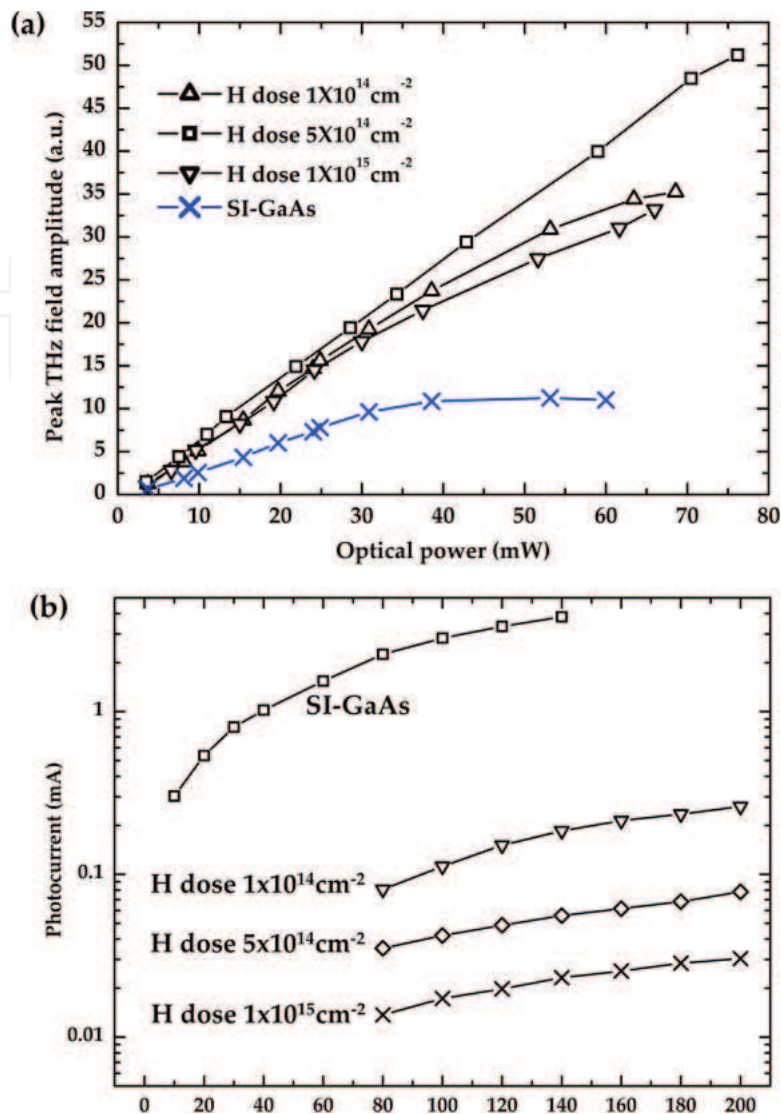 (a)
55
50
45
40
35
30
25
20
15
10
5
0
Peak THz field amplitude (a.u.)
H dose 1X10¹⁴cm⁻²
H dose 5X10¹⁴cm⁻²
H dose 1X10¹⁵cm⁻²
SI-GaAs
0 10 20 30 40 50 60 70 80
Optical power (mW)
(b)
Photocurrent (mA)
1
0.1
0.01
SI-GaAs
H dose 1x10¹⁴cm⁻²
H dose 5x10¹⁴cm⁻²
H dose 1x10¹⁵cm⁻²
0 20 40 60 80 100 120 140 160 180 200